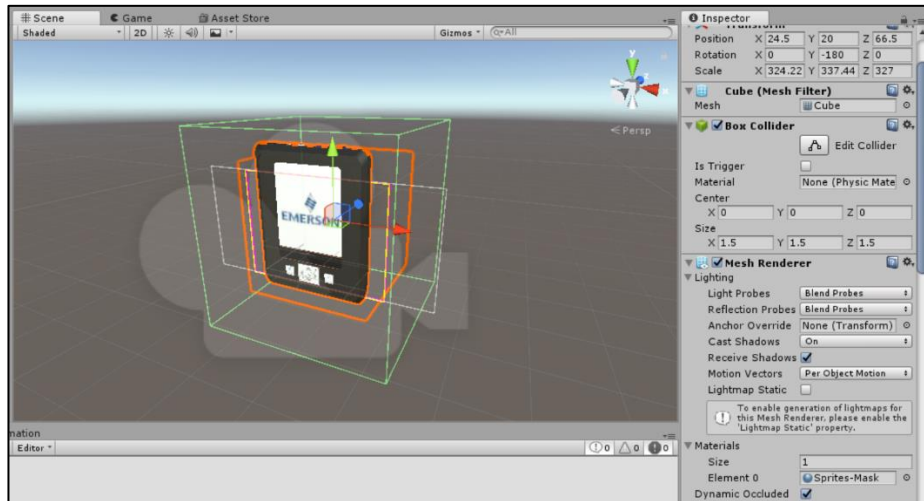 Scene
Game
Asset Store
Shaded
2D
Gizmos
All
y
x
z
Persp
EMERSON
mation
Editor
0
0
0
Inspector
Transform
Position X 24.5 Y 20 Z 66.5
Rotation X 0 Y -180 Z 0
Scale X 324.22 Y 337.44 Z 327
Cube (Mesh Filter)
Mesh Cube
Box Collider
Edit Collider
Is Trigger
Material None (Physic Mate
Center
X 0 Y 0 Z 0
Size
X 1.5 Y 1.5 Z 1.5
Mesh Renderer
Lighting
Light Probes Blend Probes
Reflection Probes Blend Probes
Anchor Override None (Transform)
Cast Shadows On
Receive Shadows
Motion Vectors Per Object Motion
Lightmap Static
To enable generation of lightmaps for
this Mesh Renderer, please enable the
'Lightmap Static' property.
Materials
Size 1
Element 0 Sprites-Mask
Dynamic Occluded